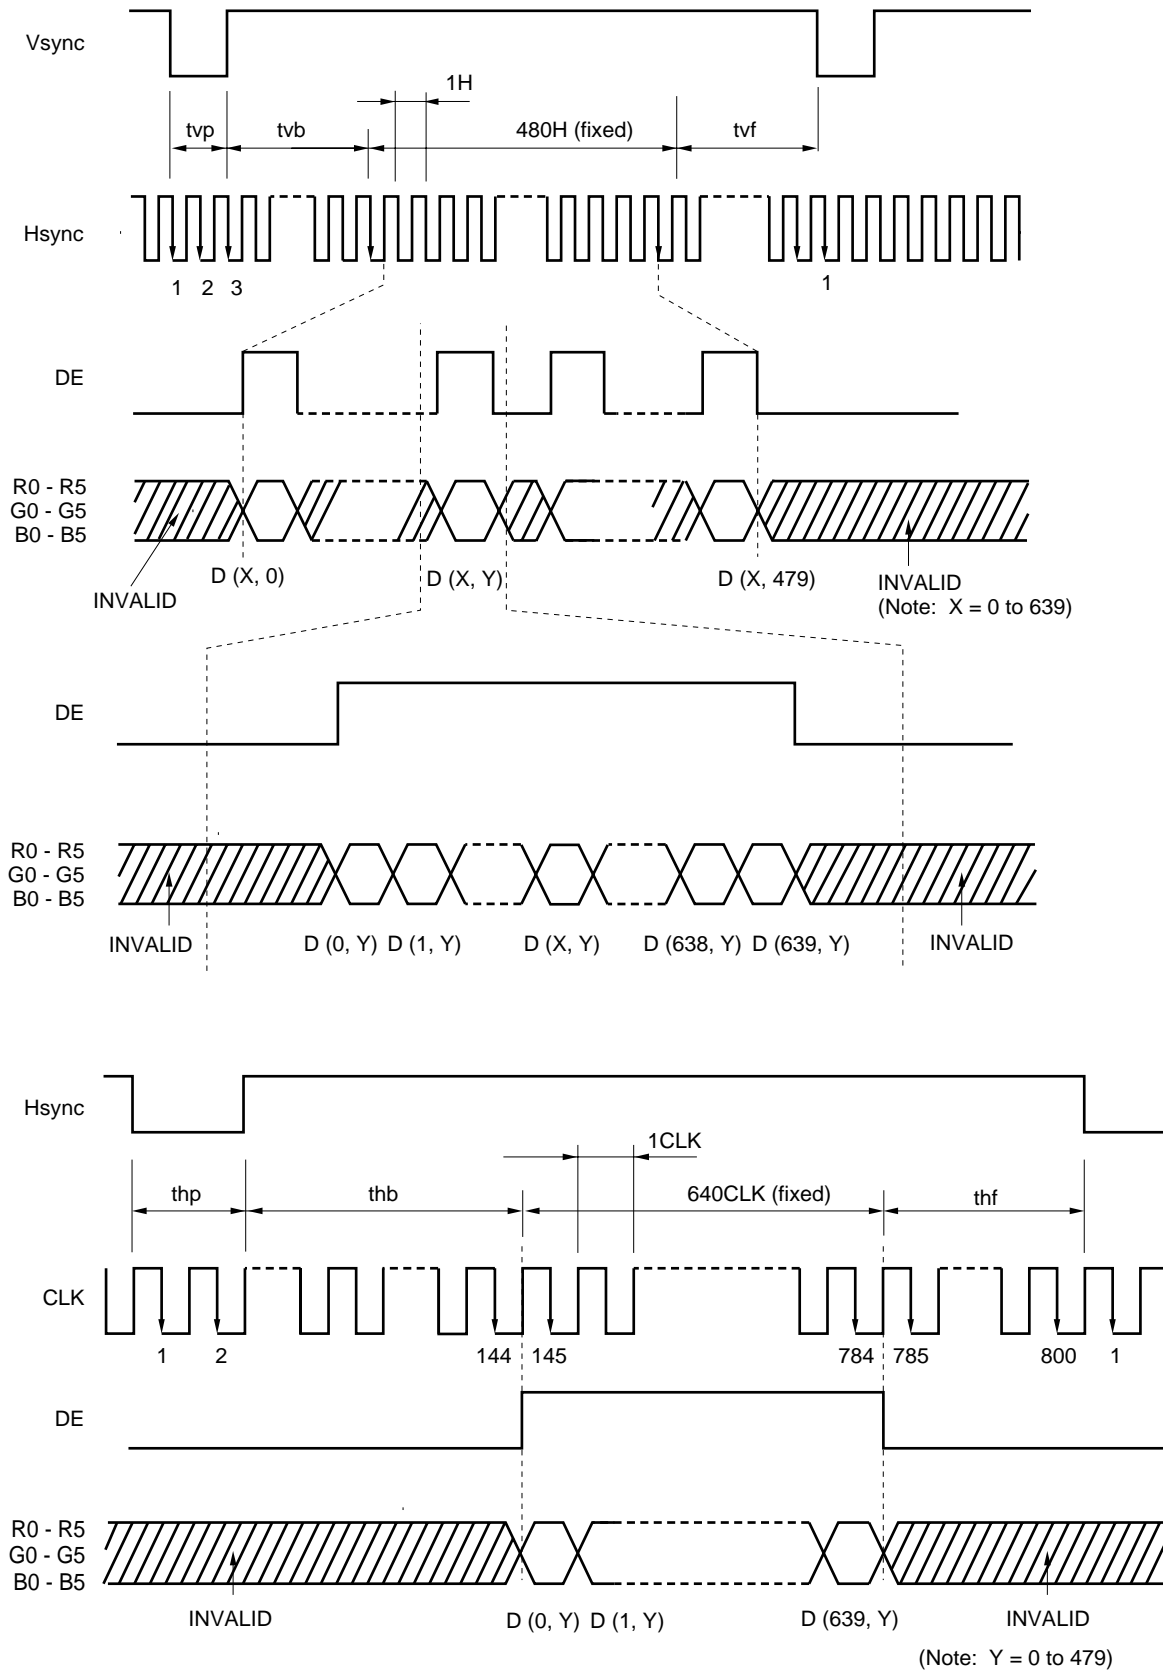 Vsync
1H
tvp tvb 480H (fixed) tvf
Hsync
1 2 3 1
DE
R0 - R5
G0 - G5
B0 - B5
D (X, 0) D (X, Y) D (X, 479)
INVALID
INVALID
(Note: X = 0 to 639)
DE
R0 - R5
G0 - G5
B0 - B5
INVALID D (0, Y) D (1, Y) D (X, Y) D (638, Y) D (639, Y) INVALID
Hsync
1CLK
thp thb 640CLK (fixed) thf
CLK
1 2 144 145 784 785 800 1
DE
R0 - R5
G0 - G5
B0 - B5
INVALID D (0, Y) D (1, Y) D (639, Y) INVALID
(Note: Y = 0 to 479)